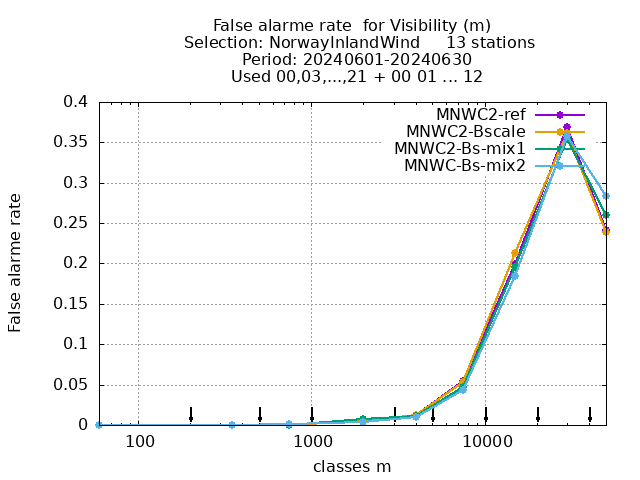 False alarme rate  for Visibility (m)
Selection: NorwayInlandWind     13 stations
Period: 20240601-20240630
Used 00,03,...,21 + 00 01 ... 12
MNWC2-ref
MNWC2-Bscale
MNWC2-Bs-mix1
MNWC-Bs-mix2
False alarme rate
0.4
0.35
0.3
0.25
0.2
0.15
0.1
0.05
0
100 1000 10000
classes m